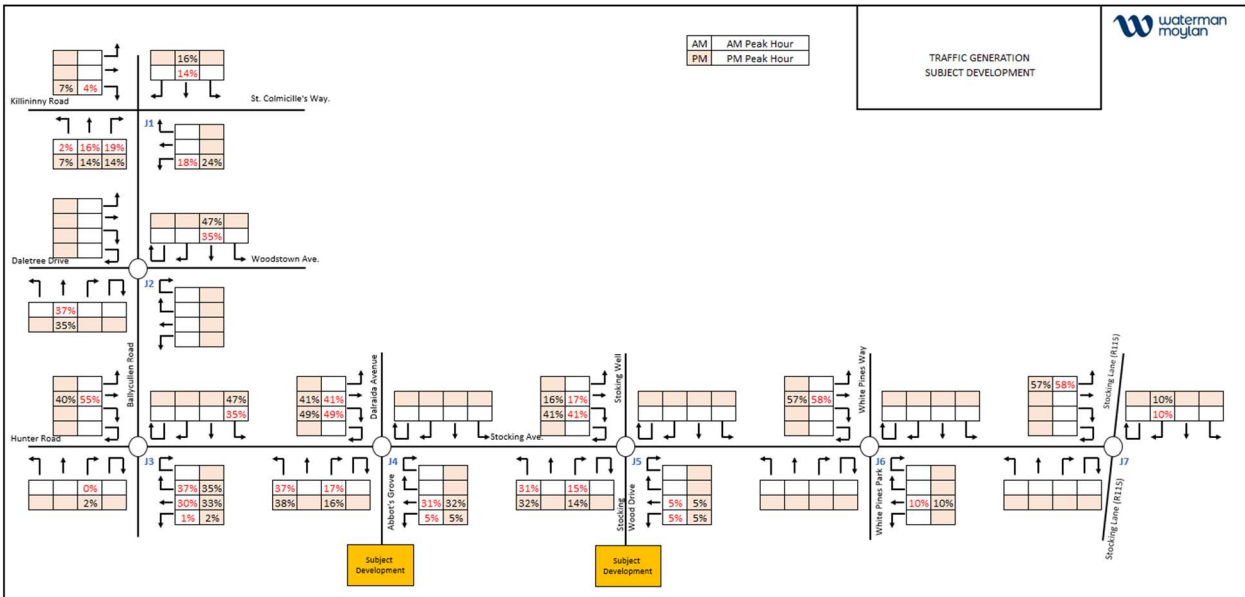 waterman
moylan
AM AM Peak Hour
PM PM Peak Hour
TRAFFIC GENERATION
SUBJECT DEVELOPMENT
16%
14%
7% 4%
Killininny Road
St. Colmicille's Way.
J1
2% 16% 19%
7% 14% 14%
18% 24%
47%
35%
Daletree Drive
Woodstown Ave.
J2
37%
35%
Ballycullen Road
Dalraida Avenue
Stoking Well
White Pines Way
Stocking Lane (R115)
40% 55%
47%
35%
41% 41%
49% 49%
16% 17%
41% 41%
57% 58%
57% 58%
10%
10%
Hunter Road
Stocking Ave.
J3
J4
J5
J6
J7
0%
2%
37% 35%
30% 33%
1% 2%
37% 17%
38% 16%
Abbot's Grove
31% 32%
5% 5%
31% 15%
32% 14%
Stocking
Wood Drive
5% 5%
5% 5%
White Pines Park
10% 10%
Stocking Lane (R115)
Subject
Development
Subject
Development